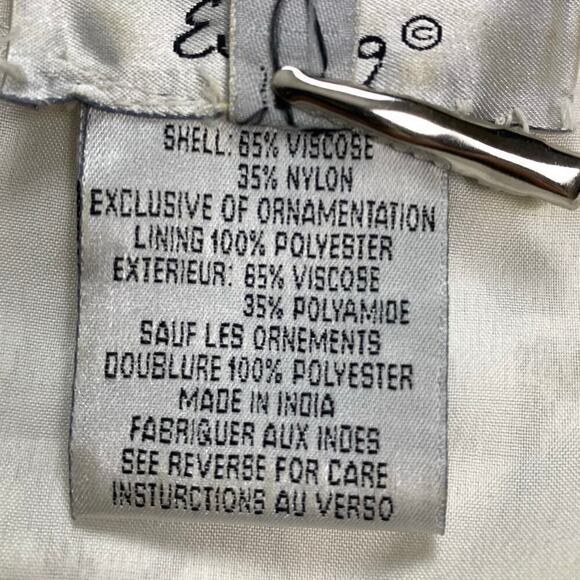 ©
SHELL: 65% VISCOSE
35% NYLON
EXCLUSIVE OF ORNAMENTATION
LINING 100% POLYESTER
EXTERIEUR: 65% VISCOSE
35% POLYAMIDE
SAUF LES ORNEMENTS
DOUBLURE 100% POLYESTER
MADE IN INDIA
FABRIQUER AUX INDES
SEE REVERSE FOR CARE
INSTURCTIONS AU VERSO